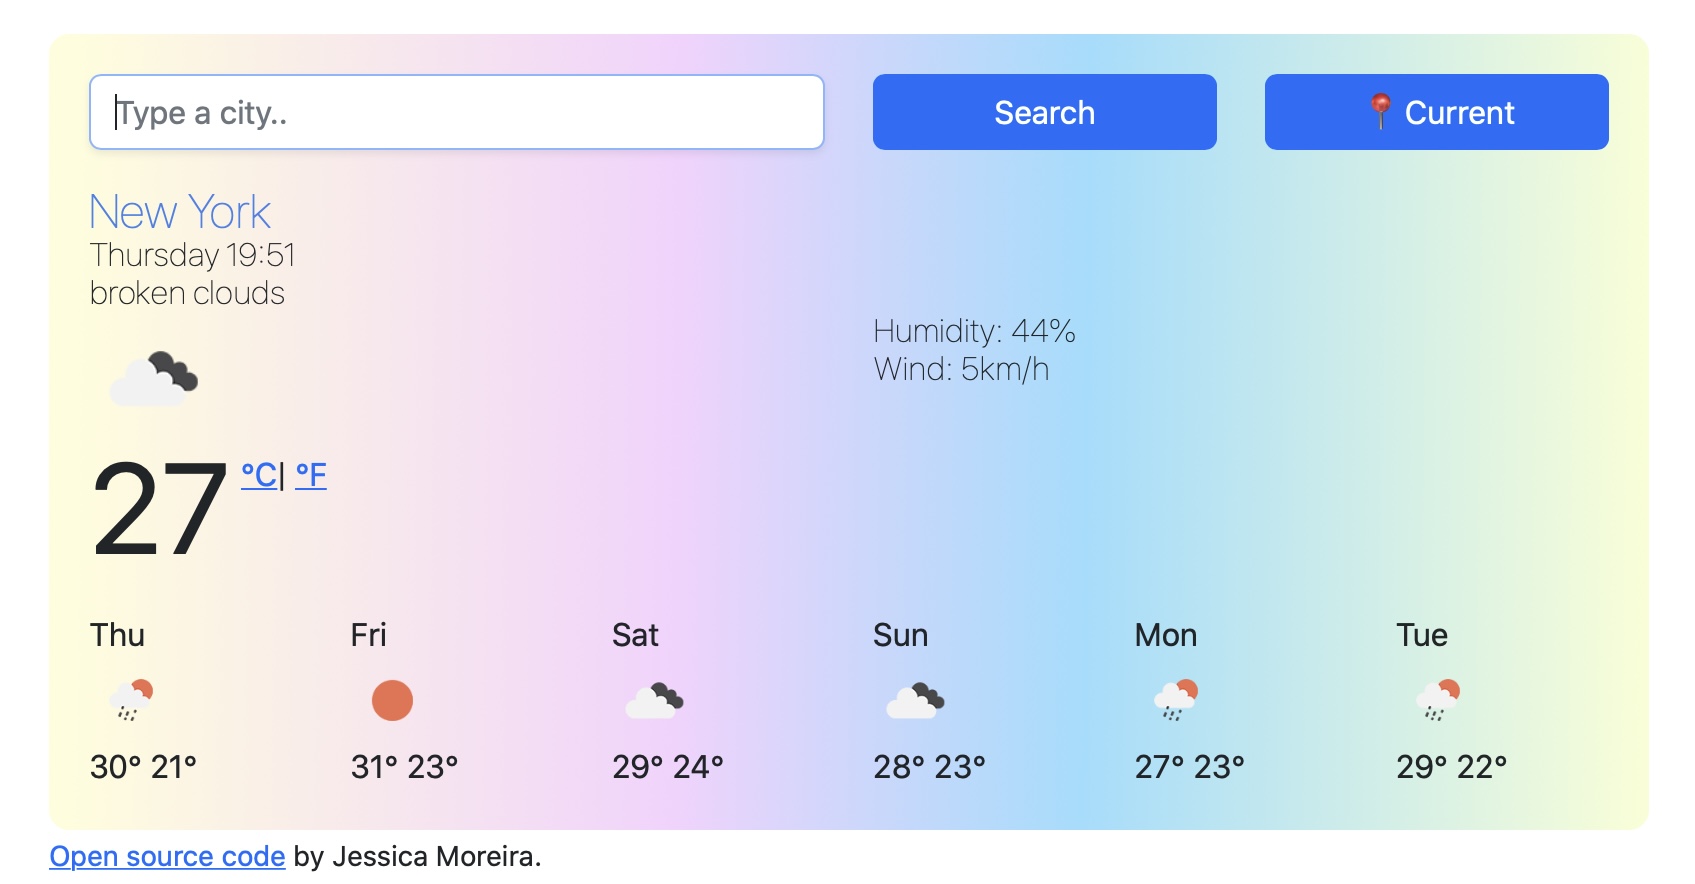 Type a city..
Search
📍 Current
New York
Thursday 19:51
broken clouds
Humidity: 44%
Wind: 5km/h
27 °C| °F
Thu Fri Sat Sun Mon Tue
30° 21° 31° 23° 29° 24° 28° 23° 27° 23° 29° 22°
Open source code by Jessica Moreira.